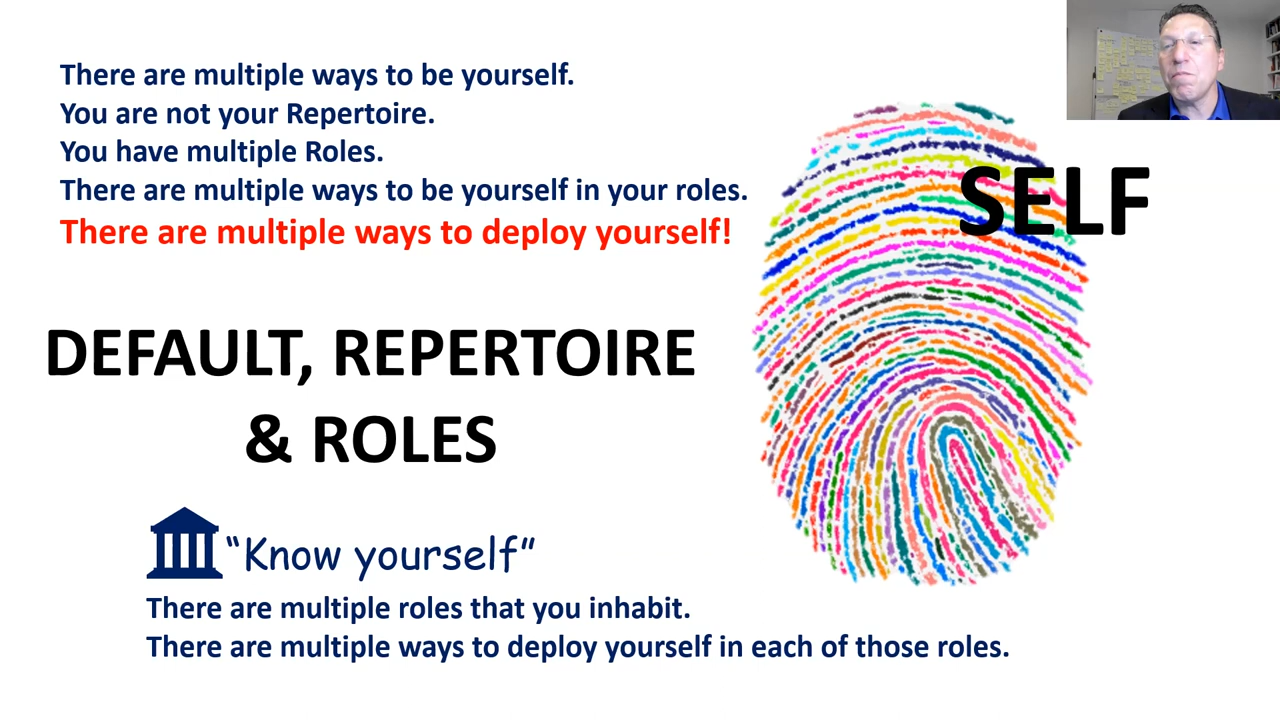 There are multiple ways to be yourself.
You are not your Repertoire.
You have multiple Roles.
There are multiple ways to be yourself in your roles.
There are multiple ways to deploy yourself!
SELF
DEFAULT, REPERTOIRE
& ROLES
“Know yourself”
There are multiple roles that you inhabit.
There are multiple ways to deploy yourself in each of those roles.